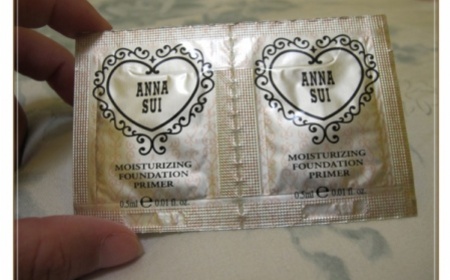 ANNA
SUI
MOISTURIZING
FOUNDATION
PRIMER
0.5ml e 0.01 fl. oz.
ANNA
SUI
MOISTURIZING
FOUNDATION
PRIMER
0.5ml e 0.01 fl. oz.